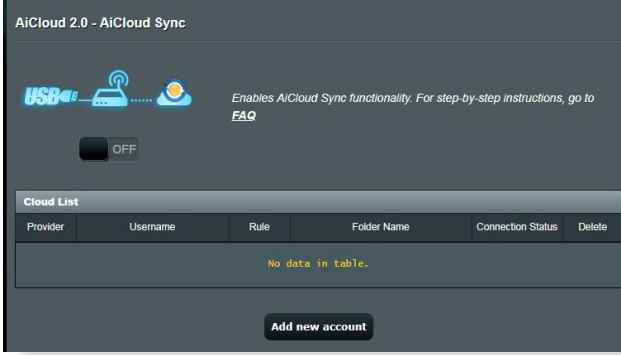 AiCloud 2.0 - AiCloud Sync
USB
Enables AiCloud Sync functionality. For step-by-step instructions, go to
FAQ
OFF
Cloud List
Provider Username Rule Folder Name Connection Status Delete
No data in table.
Add new account